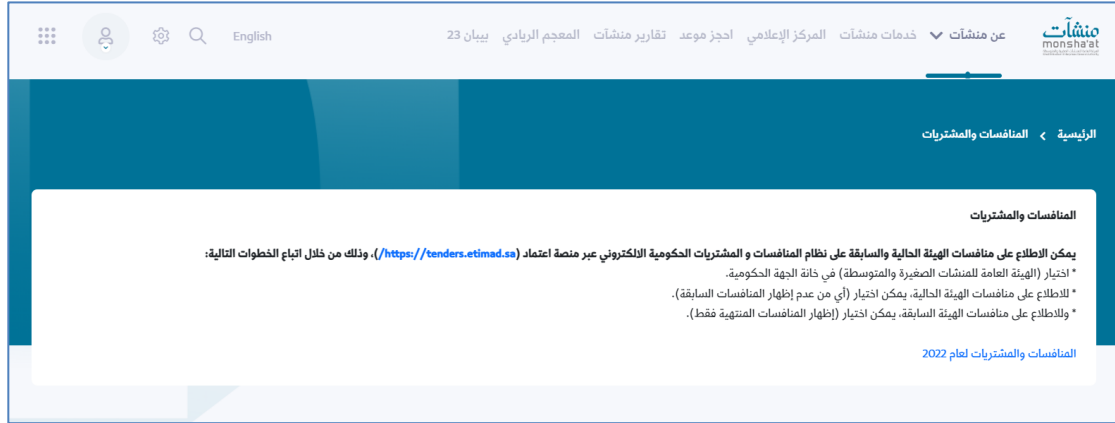 منشآت
monsha'at
عن منشآت خدمات منشآت المركز الإعلامي احجز موعد تقارير منشآت المعجم الريادي بيبان 23
English
الرئيسية > المنافسات والمشتريات
المنافسات والمشتريات
يمكن الاطلاع على منافسات الهيئة الحالية والسابقة على نظام المنافسات و المشتريات الحكومية الالكتروني عبر منصة اعتماد (https://tenders.etimad.sa/)، وذلك من خلال اتباع الخطوات التالية:
* اختيار (الهيئة العامة للمنشات الصغيرة والمتوسطة) في خانة الجهة الحكومية.
* للاطلاع على منافسات الهيئة الحالية، يمكن اختيار (أي من عدم إظهار المنافسات السابقة).
* وللاطلاع على منافسات الهيئة السابقة، يمكن اختيار (إظهار المنافسات المنتهية فقط).
المنافسات والمشتريات لعام 2022